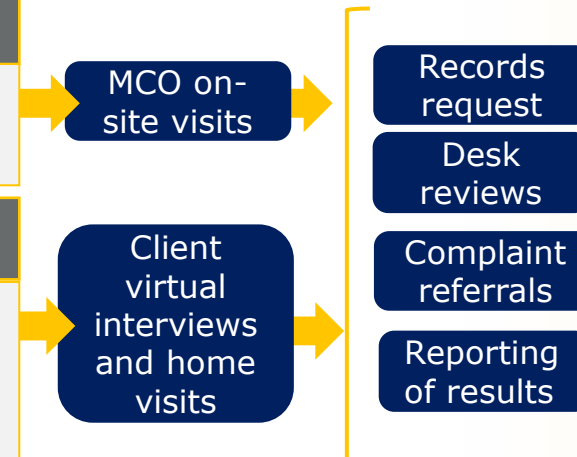 MCO on-
site visits
Client
virtual
interviews
and home
visits
Records
request
Desk
reviews
Complaint
referrals
Reporting
of results